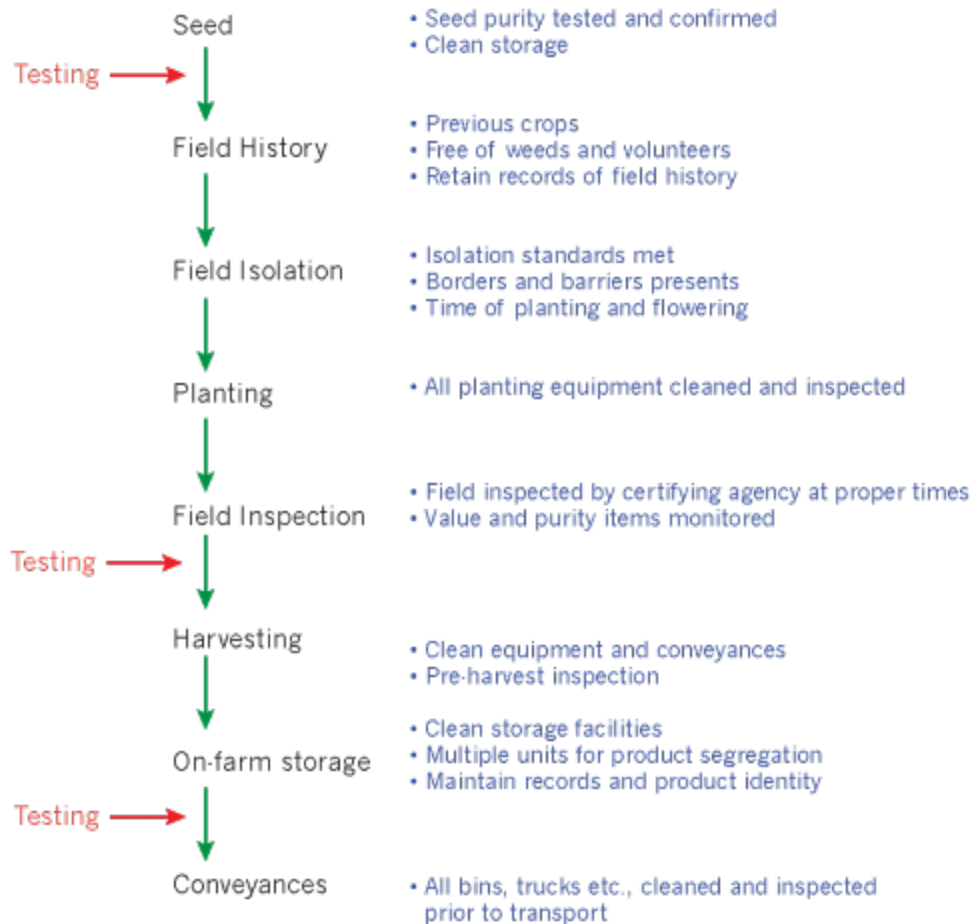 Seed
• Seed purity tested and confirmed
• Clean storage
Testing
Field History
• Previous crops
• Free of weeds and volunteers
• Retain records of field history
Field Isolation
• Isolation standards met
• Borders and barriers presents
• Time of planting and flowering
Planting
• All planting equipment cleaned and inspected
Field Inspection
• Field inspected by certifying agency at proper times
• Value and purity items monitored
Testing
Harvesting
• Clean equipment and conveyances
• Pre-harvest inspection
On-farm storage
• Clean storage facilities
• Multiple units for product segregation
• Maintain records and product identity
Testing
Conveyances
• All bins, trucks etc., cleaned and inspected
prior to transport